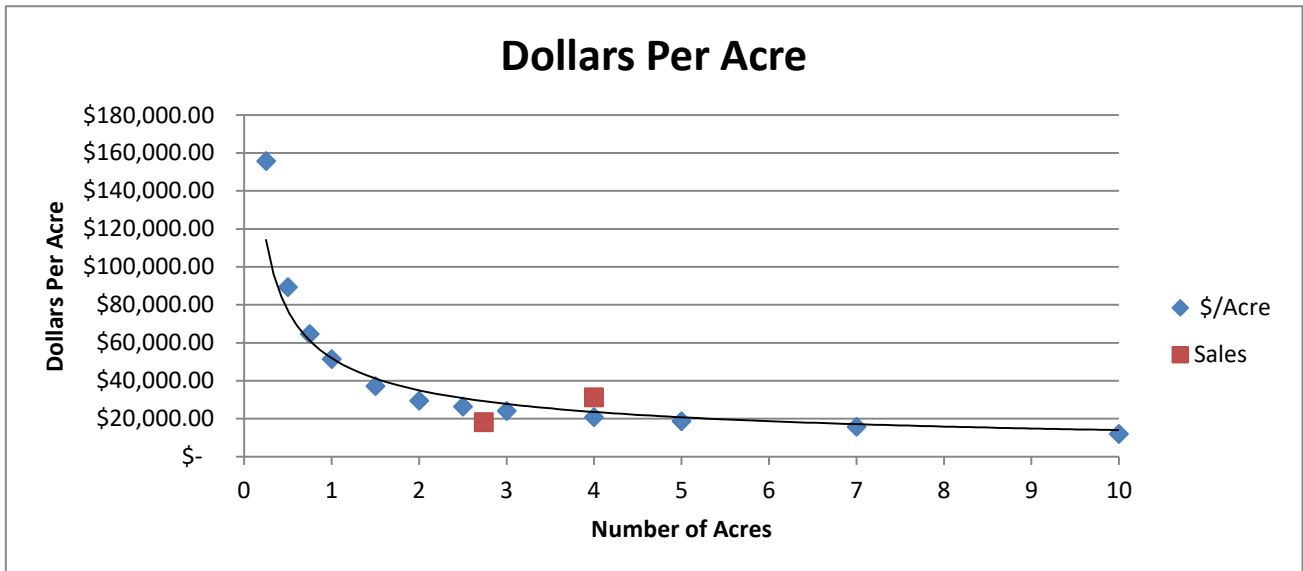 Dollars Per Acre
$180,000.00
$160,000.00
$140,000.00
$120,000.00
$100,000.00
$80,000.00
$60,000.00
$40,000.00
$20,000.00
$-
Dollars Per Acre
0 1 2 3 4 5 6 7 8 9 10
Number of Acres
$/Acre
Sales